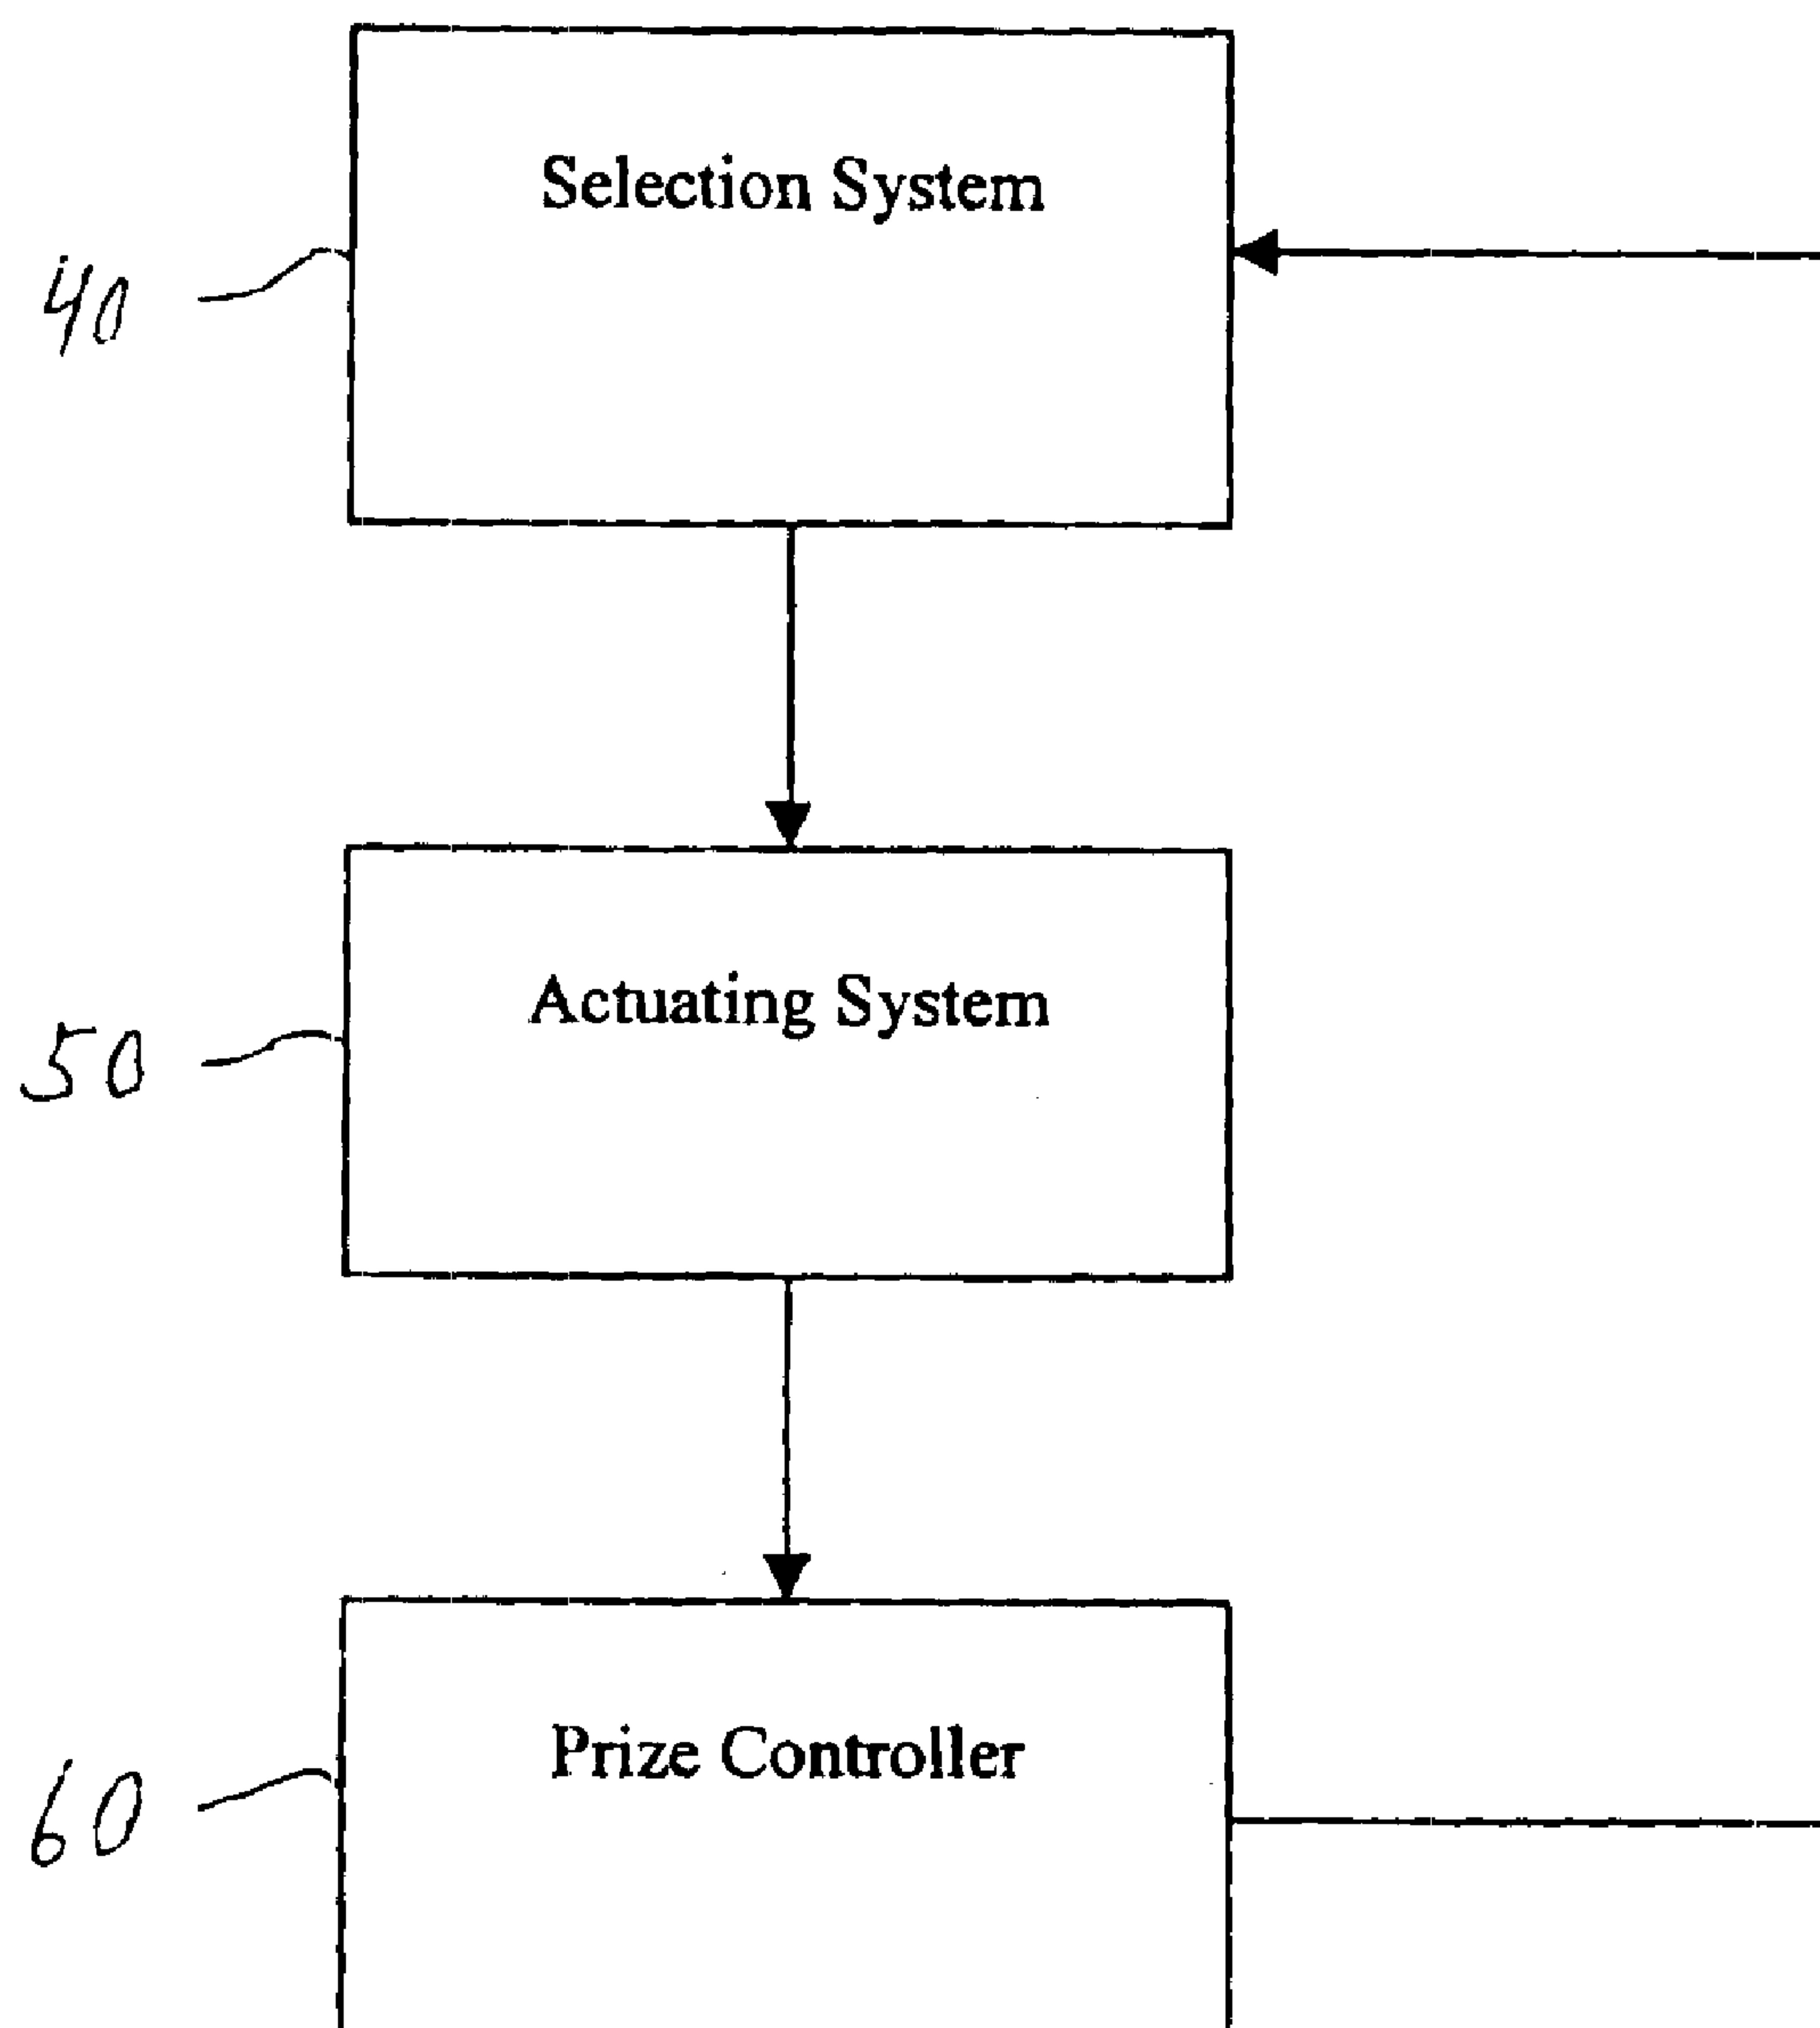 Selection System
40
Actuating System
50
Prize Controller
60